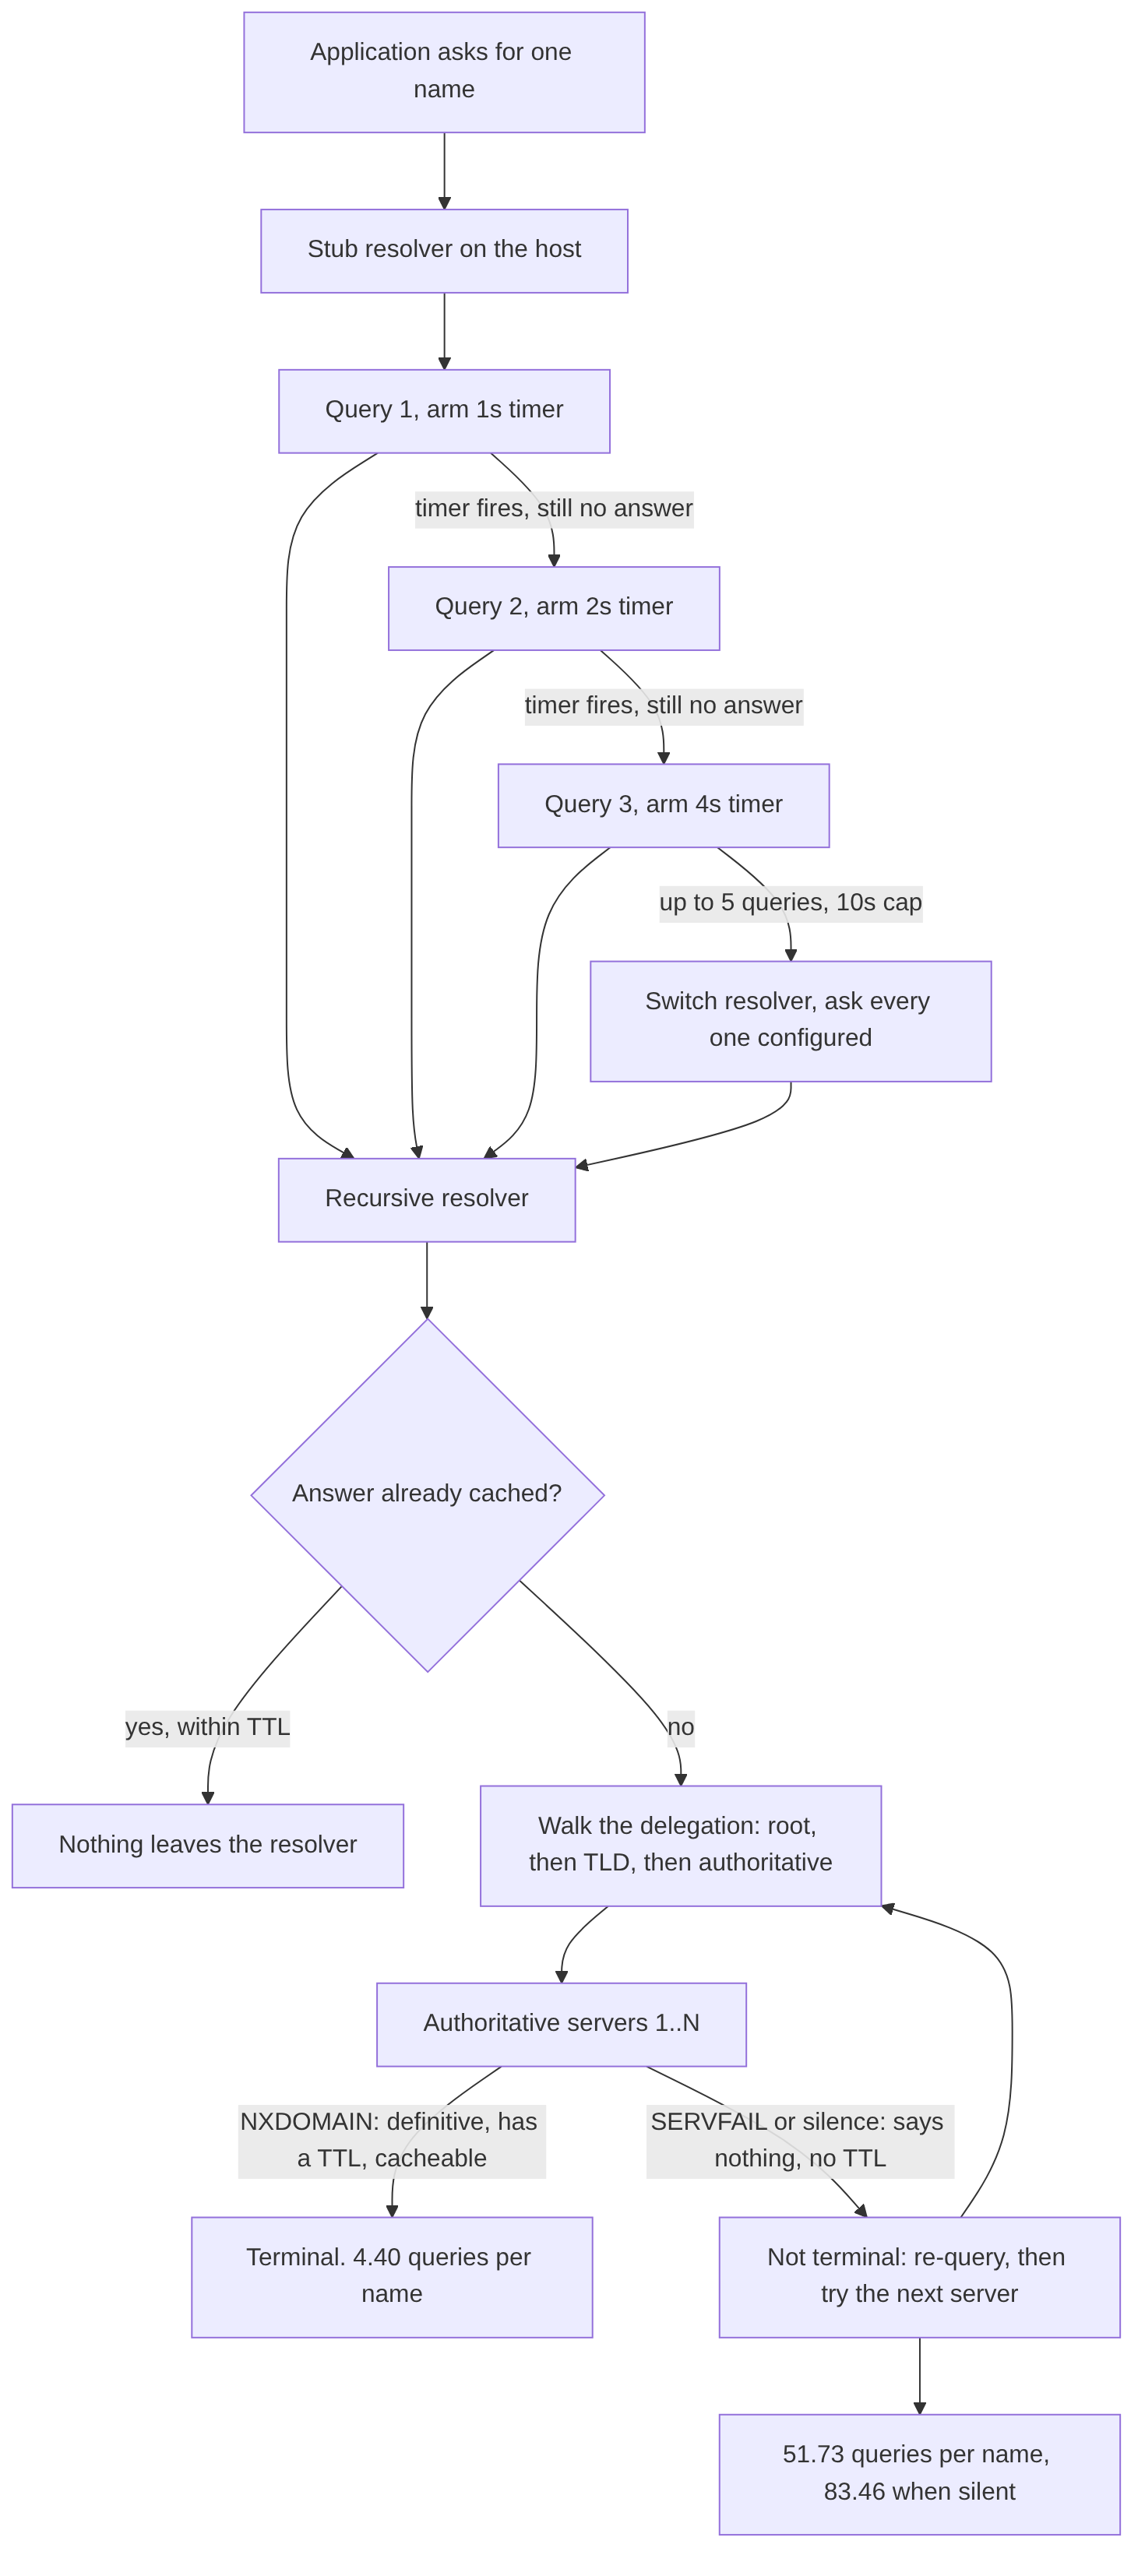 Application asks for one
name
Stub resolver on the host
Query 1, arm 1s timer
timer fires, still no answer
Query 2, arm 2s timer
timer fires, still no answer
Query 3, arm 4s timer
up to 5 queries, 10s cap
Switch resolver, ask every
one configured
Recursive resolver
Answer already cached?
yes, within TTL
no
Nothing leaves the resolver
Walk the delegation: root,
then TLD, then authoritative
Authoritative servers 1..N
NXDOMAIN: definitive, has
a TTL, cacheable
SERVFAIL or silence: says
nothing, no TTL
Terminal. 4.40 queries per
name
Not terminal: re-query, then
try the next server
51.73 queries per name,
83.46 when silent